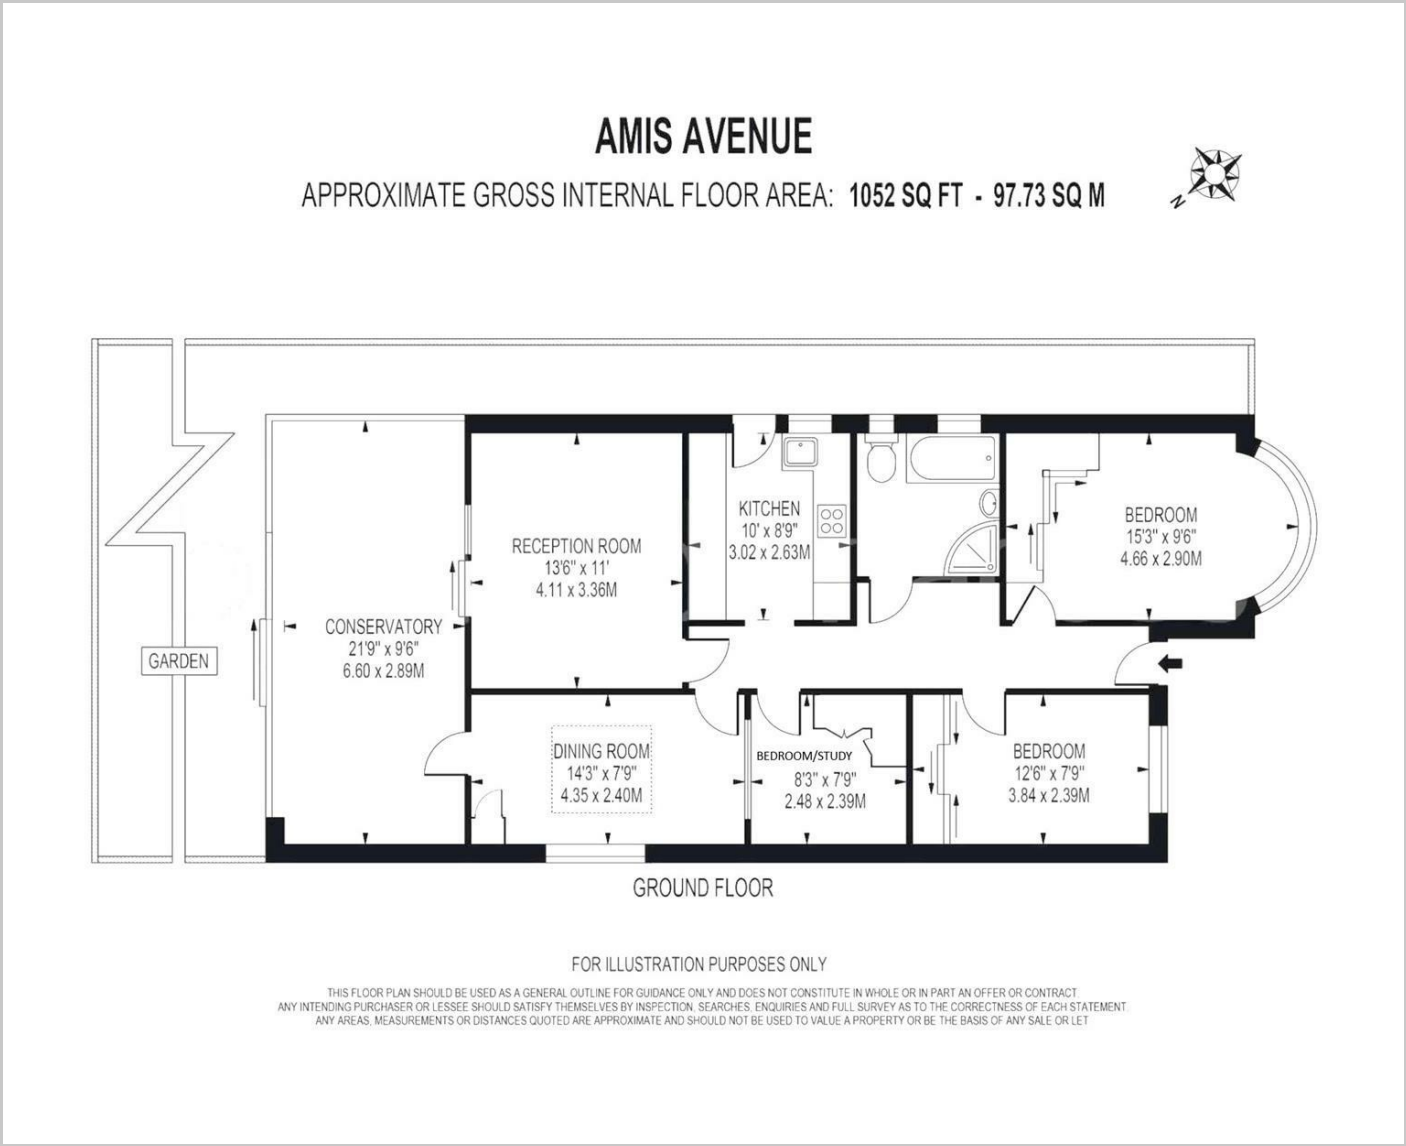 AMIS AVENUE
APPROXIMATE GROSS INTERNAL FLOOR AREA: 1052 SQ FT - 97.73 SQ M
N
KITCHEN
10' x 8'9"
3.02 x 2.63M
BEDROOM
15'3" x 9'6"
4.66 x 2.90M
RECEPTION ROOM
13'6" x 11'
4.11 x 3.36M
CONSERVATORY
21'9" x 9'6"
6.60 x 2.89M
GARDEN
DINING ROOM
14'3" x 7'9"
4.35 x 2.40M
BEDROOM/STUDY
8'3" x 7'9"
2.48 x 2.39M
BEDROOM
12'6" x 7'9"
3.84 x 2.39M
GROUND FLOOR
FOR ILLUSTRATION PURPOSES ONLY
THIS FLOOR PLAN SHOULD BE USED AS A GENERAL OUTLINE FOR GUIDANCE ONLY AND DOES NOT CONSTITUTE IN WHOLE OR IN PART AN OFFER OR CONTRACT.
ANY INTENDING PURCHASER OR LESSEE SHOULD SATISFY THEMSELVES BY INSPECTION, SEARCHES, ENQUIRIES AND FULL SURVEY AS TO THE CORRECTNESS OF EACH STATEMENT.
ANY AREAS, MEASUREMENTS OR DISTANCES QUOTED ARE APPROXIMATE AND SHOULD NOT BE USED TO VALUE A PROPERTY OR BE THE BASIS OF ANY SALE OR LET